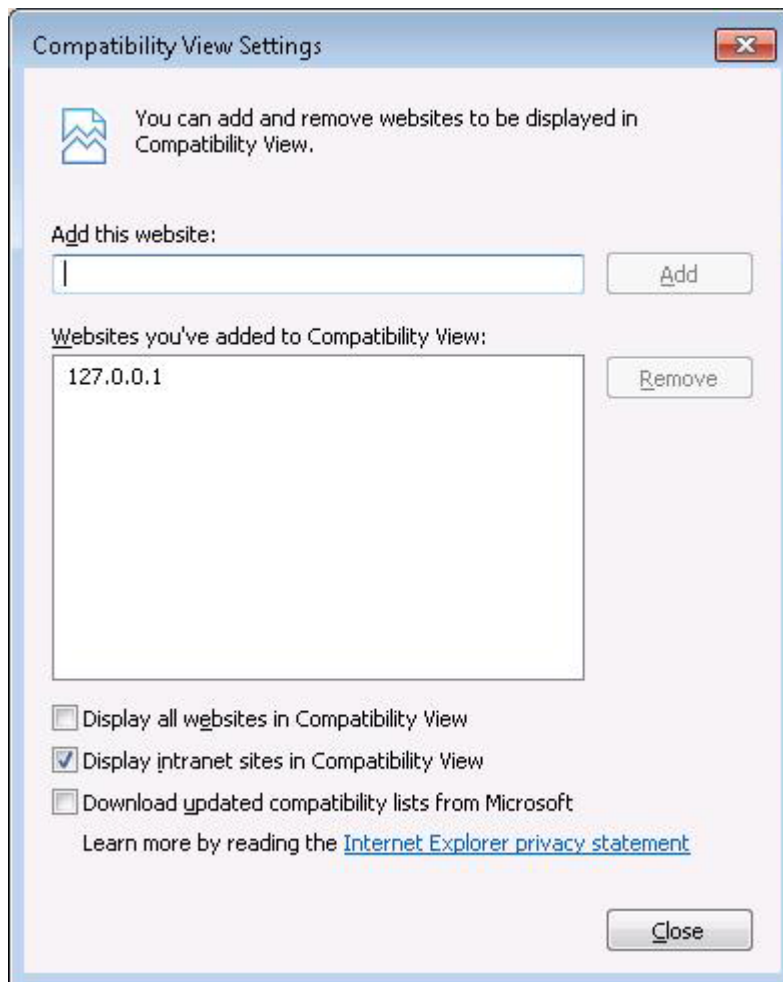 Compatibility View Settings
You can add and remove websites to be displayed in
Compatibility View.
Add this website:
Add
Websites you've added to Compatibility View:
127.0.0.1
Remove
Display all websites in Compatibility View
Display intranet sites in Compatibility View
Download updated compatibility lists from Microsoft
Learn more by reading the Internet Explorer privacy statement
Close